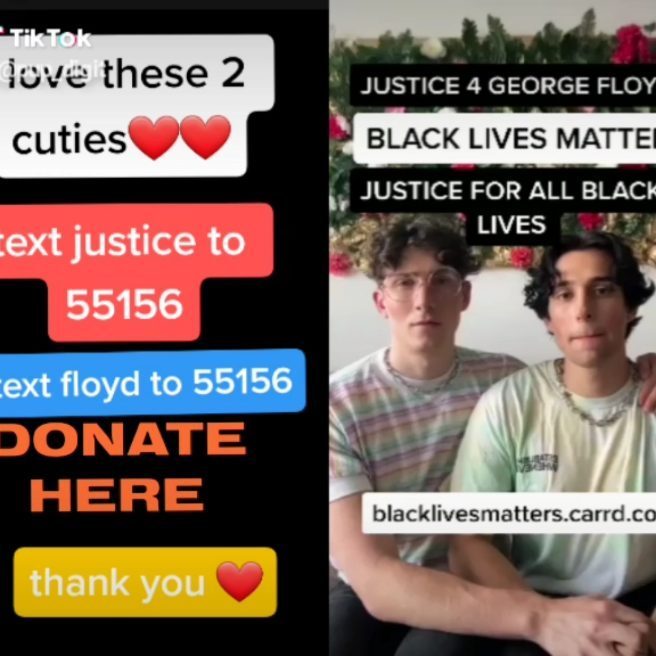 TikTok
love these 2
cuties❤️❤️
text justice to
55156
text floyd to 55156
DONATE
HERE
thank you ❤️
JUSTICE 4 GEORGE FLOY
BLACK LIVES MATTE
JUSTICE FOR ALL BLACK
LIVES
blacklivesmatters.carrd.co